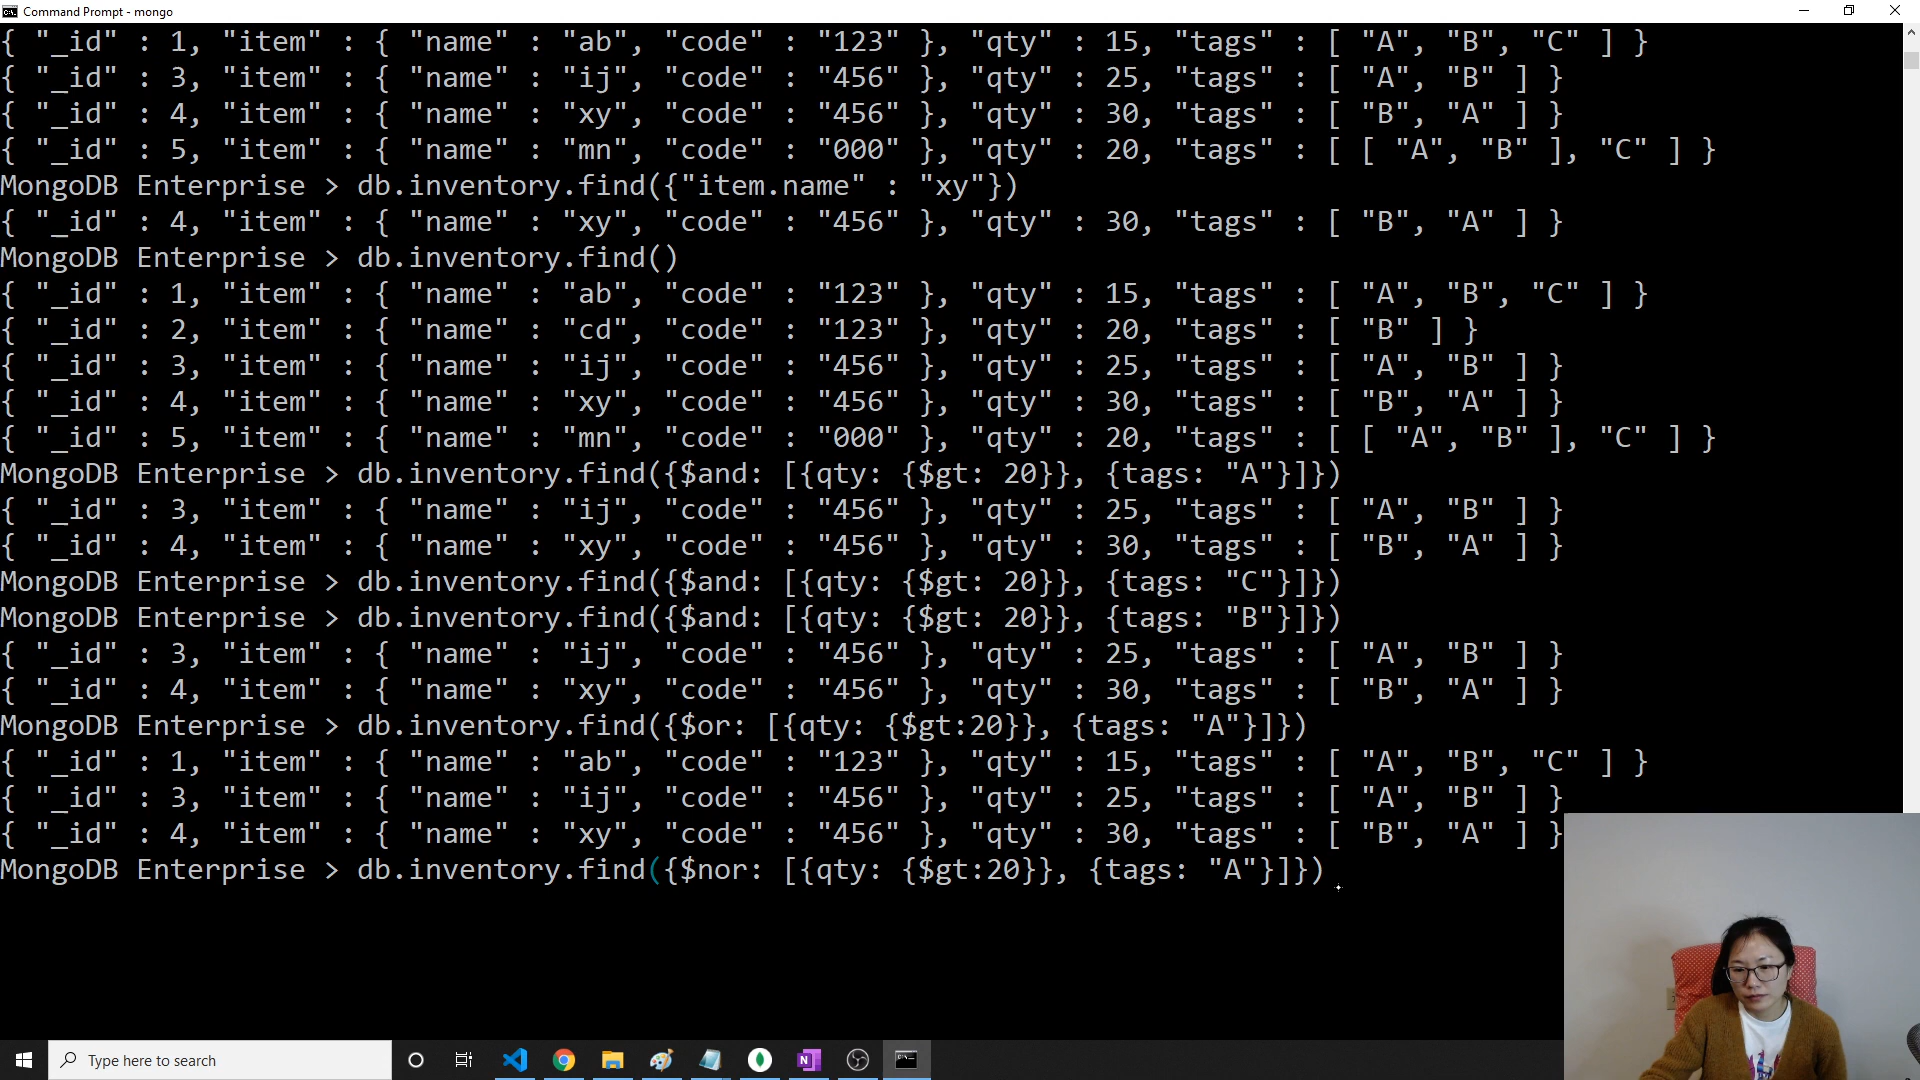 Command Prompt - mongo
{ "_id" : 1, "item" : { "name" : "ab", "code" : "123" }, "qty" : 15, "tags" : [ "A", "B", "C" ] }
{ "_id" : 3, "item" : { "name" : "ij", "code" : "456" }, "qty" : 25, "tags" : [ "A", "B" ] }
{ "_id" : 4, "item" : { "name" : "xy", "code" : "456" }, "qty" : 30, "tags" : [ "B", "A" ] }
{ "_id" : 5, "item" : { "name" : "mn", "code" : "000" }, "qty" : 20, "tags" : [ [ "A", "B" ], "C" ] }
MongoDB Enterprise > db.inventory.find({"item.name" : "xy"})
{ "_id" : 4, "item" : { "name" : "xy", "code" : "456" }, "qty" : 30, "tags" : [ "B", "A" ] }
MongoDB Enterprise > db.inventory.find()
{ "_id" : 1, "item" : { "name" : "ab", "code" : "123" }, "qty" : 15, "tags" : [ "A", "B", "C" ] }
{ "_id" : 2, "item" : { "name" : "cd", "code" : "123" }, "qty" : 20, "tags" : [ "B" ] }
{ "_id" : 3, "item" : { "name" : "ij", "code" : "456" }, "qty" : 25, "tags" : [ "A", "B" ] }
{ "_id" : 4, "item" : { "name" : "xy", "code" : "456" }, "qty" : 30, "tags" : [ "B", "A" ] }
{ "_id" : 5, "item" : { "name" : "mn", "code" : "000" }, "qty" : 20, "tags" : [ [ "A", "B" ], "C" ] }
MongoDB Enterprise > db.inventory.find({$and: [{qty: {$gt: 20}}, {tags: "A"}]})
{ "_id" : 3, "item" : { "name" : "ij", "code" : "456" }, "qty" : 25, "tags" : [ "A", "B" ] }
{ "_id" : 4, "item" : { "name" : "xy", "code" : "456" }, "qty" : 30, "tags" : [ "B", "A" ] }
MongoDB Enterprise > db.inventory.find({$and: [{qty: {$gt: 20}}, {tags: "C"}]})
MongoDB Enterprise > db.inventory.find({$and: [{qty: {$gt: 20}}, {tags: "B"}]})
{ "_id" : 3, "item" : { "name" : "ij", "code" : "456" }, "qty" : 25, "tags" : [ "A", "B" ] }
{ "_id" : 4, "item" : { "name" : "xy", "code" : "456" }, "qty" : 30, "tags" : [ "B", "A" ] }
MongoDB Enterprise > db.inventory.find({$or: [{qty: {$gt:20}}, {tags: "A"}]})
{ "_id" : 1, "item" : { "name" : "ab", "code" : "123" }, "qty" : 15, "tags" : [ "A", "B", "C" ] }
{ "_id" : 3, "item" : { "name" : "ij", "code" : "456" }, "qty" : 25, "tags" : [ "A", "B" ] }
{ "_id" : 4, "item" : { "name" : "xy", "code" : "456" }, "qty" : 30, "tags" : [ "B", "A" ] }
MongoDB Enterprise > db.inventory.find({$nor: [{qty: {$gt:20}}, {tags: "A"}]})
Type here to search